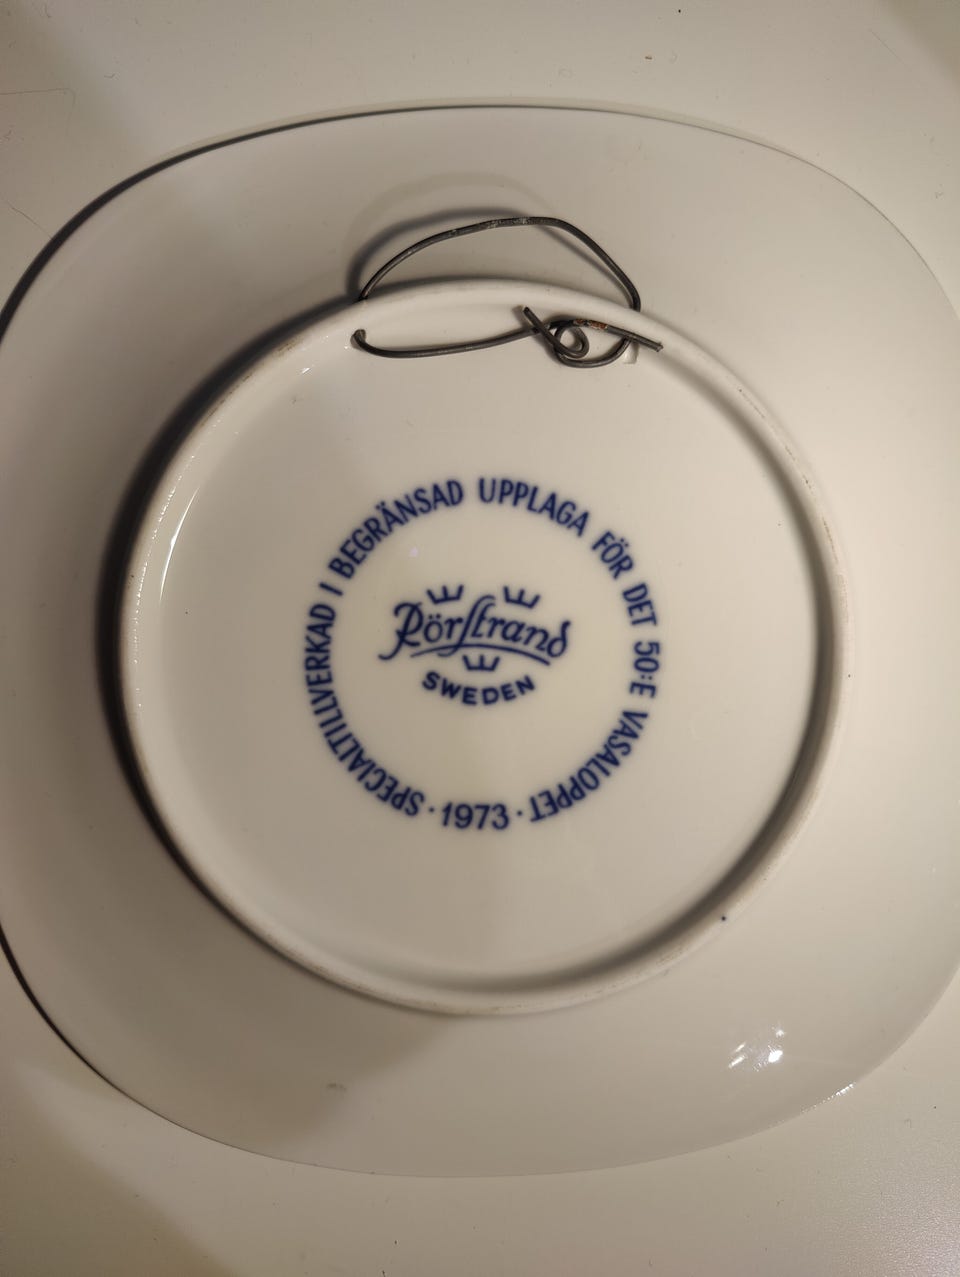 SPECIALTILLVERKAD I BEGRÄNSAD UPPLAGA FÖR DET 50:E VASALOPPET
· 1973 ·
Rörstrand
SWEDEN